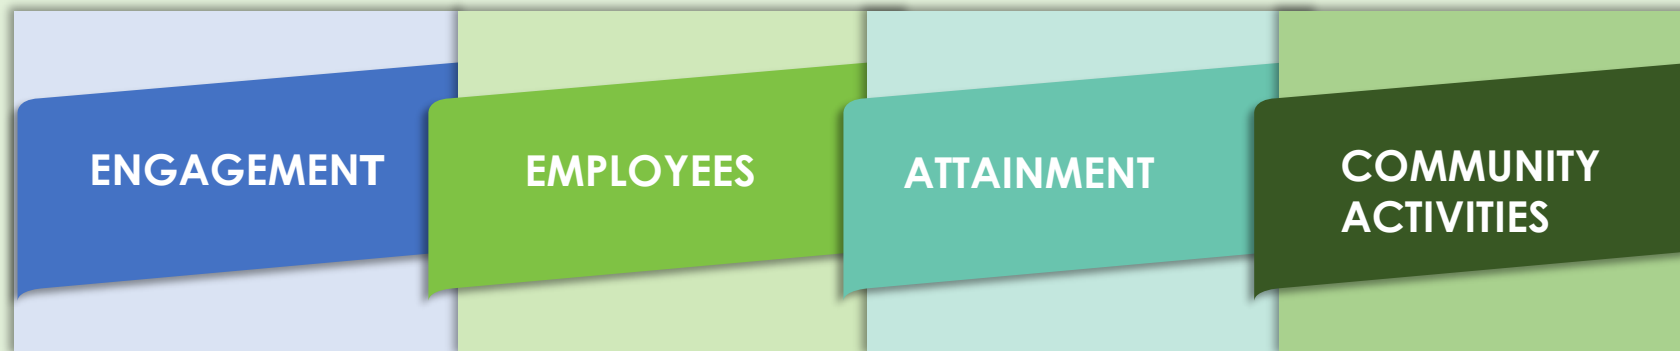 ENGAGEMENT
EMPLOYEES
ATTAINMENT
COMMUNITY
ACTIVITIES